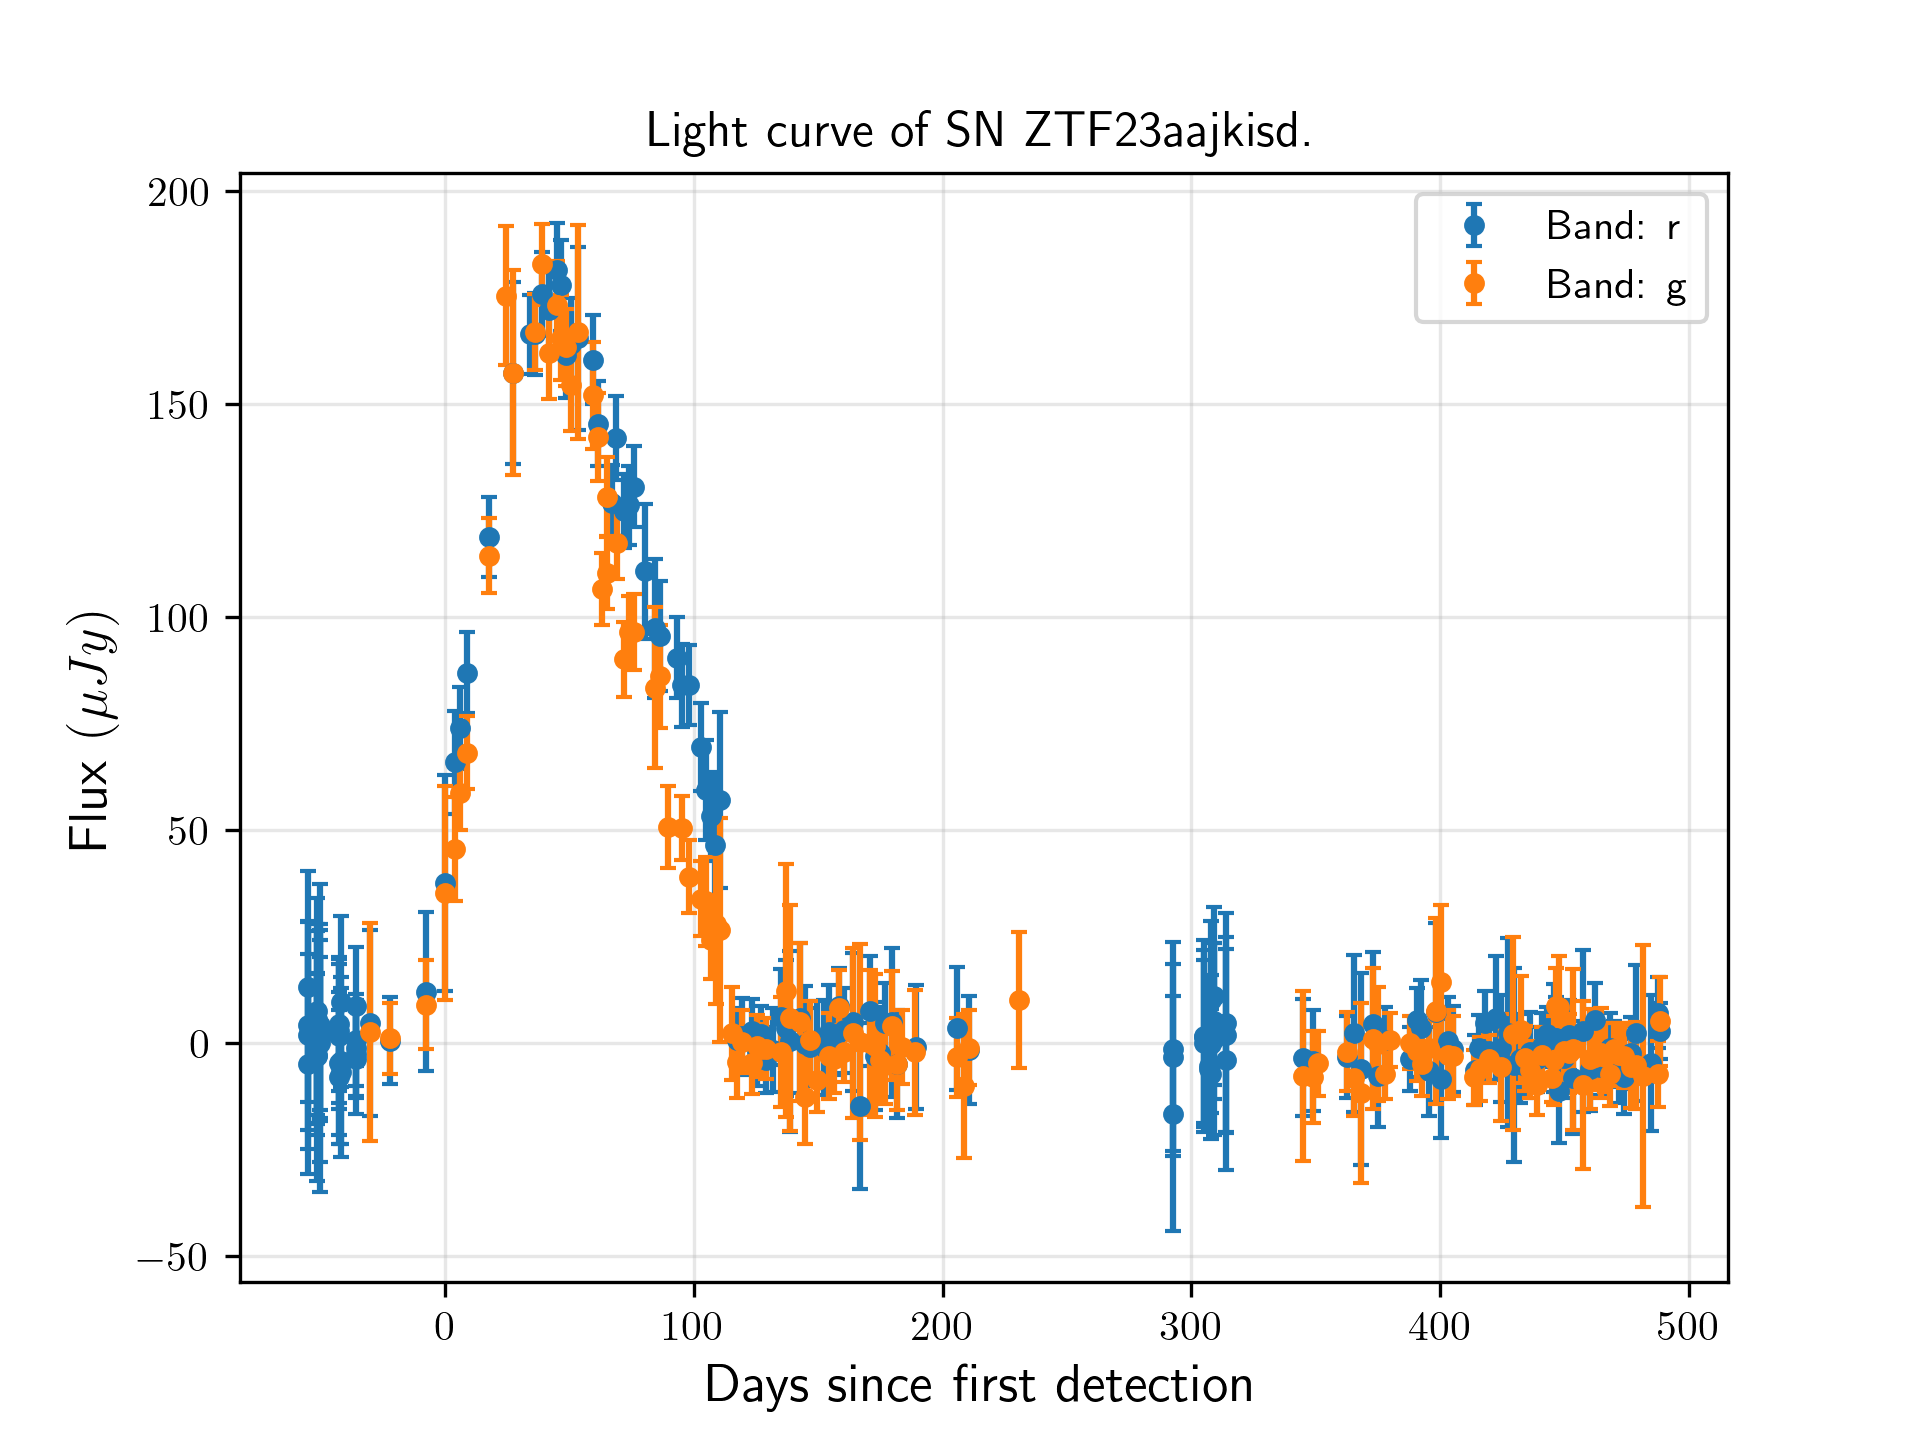 Light curve of SN ZTF23aajkisd.
200
150
100
50
0
−50
Flux (μJy)
Band: r
Band: g
0 100 200 300 400 500
Days since first detection